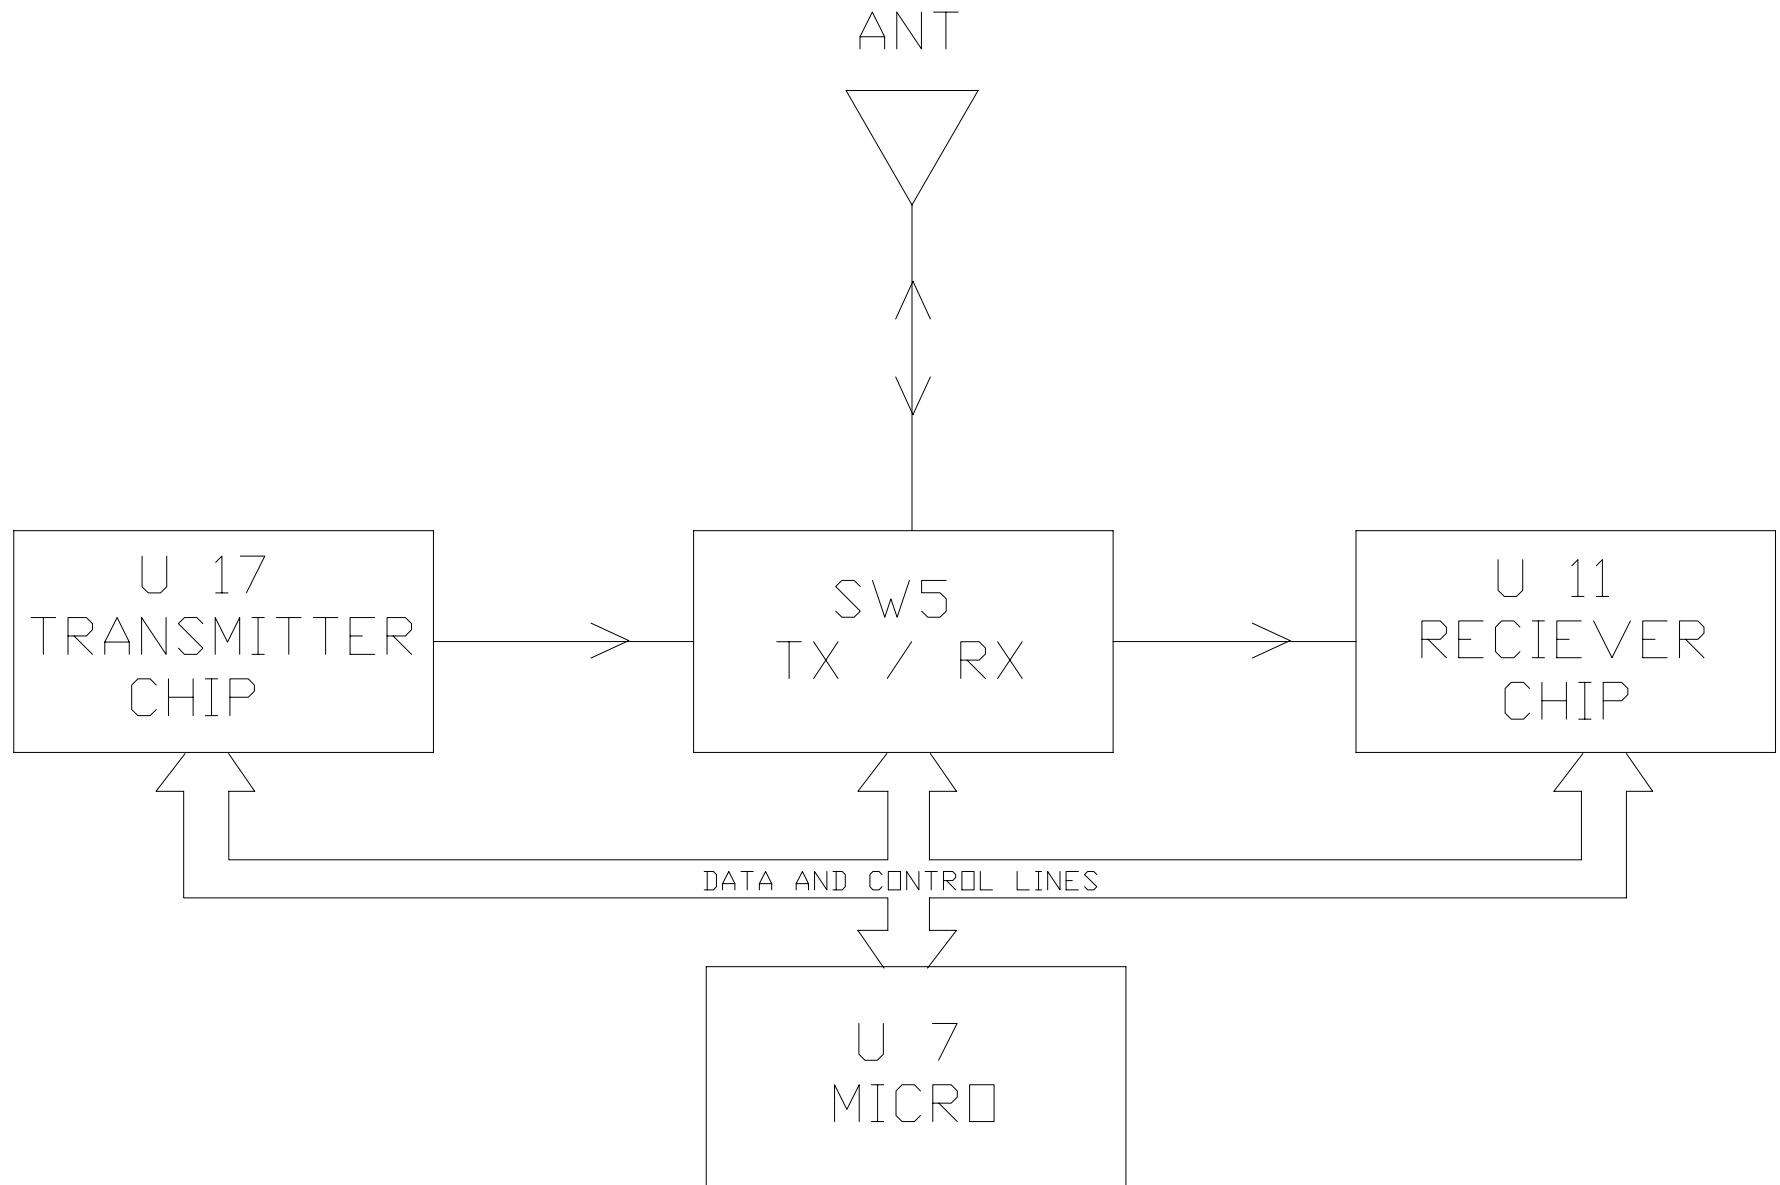 ANT
U 17
TRANSMITTER
CHIP
SW5
TX / RX
U 11
RECIEVER
CHIP
DATA AND CONTROL LINES
U 7
MICRO